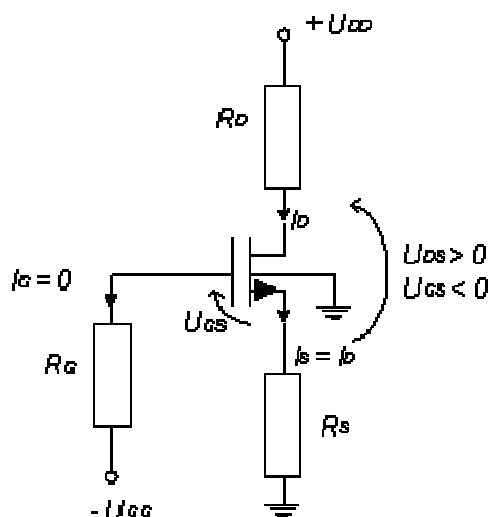 +UDD
RD
ID
UDS > 0
UGS < 0
IG = 0
UGS
IS = ID
RG
RS
-UGG